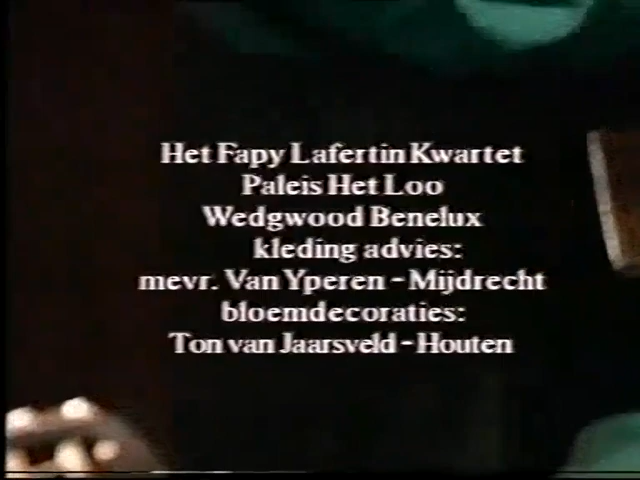 Het Fapy Lafertin Kwartet
Paleis Het Loo
Wedgwood Benelux
kleding advies:
mevr. Van Yperen - Mijdrecht
bloemdecoraties:
Ton van Jaarsveld - Houten